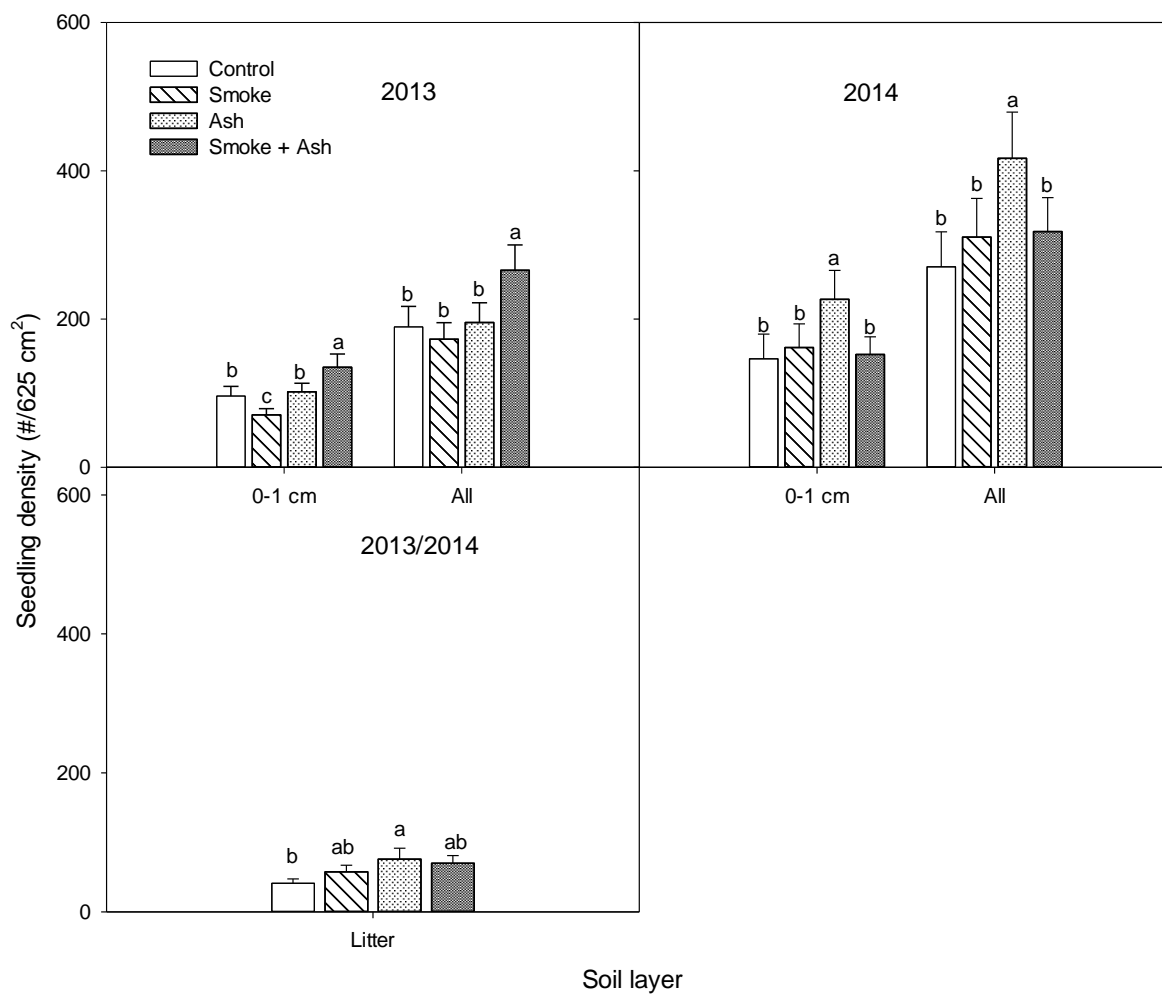 600
400
200
0
Control
Smoke
Ash
Smoke + Ash
2013
b
c
b
a
b
b
b
a
0-1 cm
All
2014
b
b
a
b
b
b
a
b
0-1 cm
All
600
400
200
0
2013/2014
b
ab
a
ab
Litter
Seedling density (#/625 cm²)
Soil layer